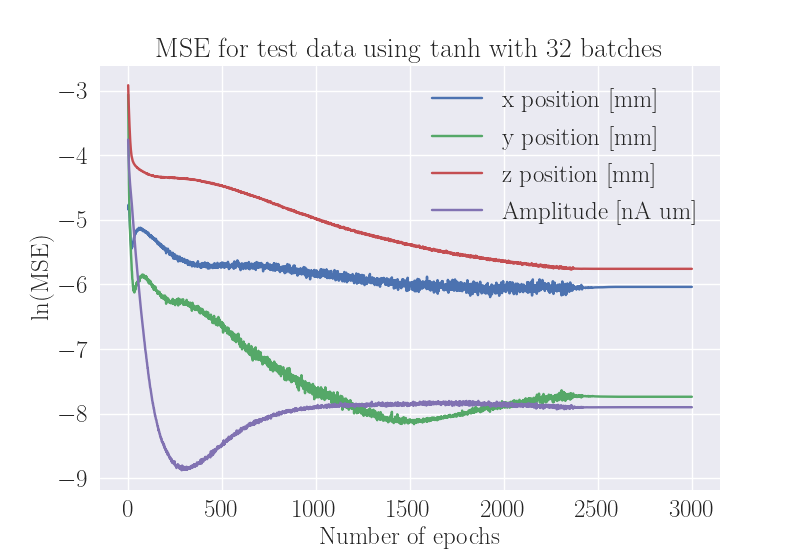 MSE for test data using tanh with 32 batches
x position [mm]
y position [mm]
z position [mm]
Amplitude [nA um]
ln(MSE)
−3
−4
−5
−6
−7
−8
−9
0 500 1000 1500 2000 2500 3000
Number of epochs